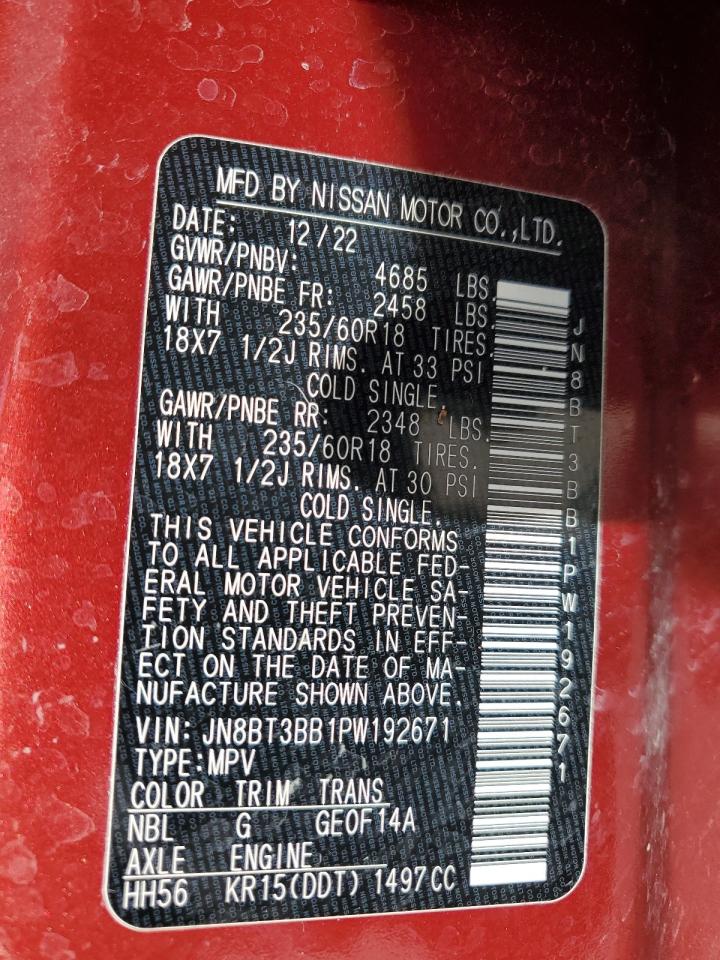 MFD BY NISSAN MOTOR CO.,LTD.
DATE: 12/22
GVWR/PNBV: 4685 LBS.
GAWR/PNBE FR: 2458 LBS.
WITH 235/60R18 TIRES.
18X7 1/2J RIMS. AT 33 PSI
COLD SINGLE.
GAWR/PNBE RR: 2348 LBS.
WITH 235/60R18 TIRES.
18X7 1/2J RIMS. AT 30 PSI
COLD SINGLE.
THIS VEHICLE CONFORMS
TO ALL APPLICABLE FED-
ERAL MOTOR VEHICLE SA-
FETY AND THEFT PREVEN-
TION STANDARDS IN EFF-
ECT ON THE DATE OF MA-
NUFACTURE SHOWN ABOVE.
VIN: JN8BT3BB1PW192671
TYPE:MPV
COLOR TRIM TRANS
NBL G GE0F14A
AXLE ENGINE
HH56 KR15(DDT) 1497CC
JN8BT3BB1PW192671